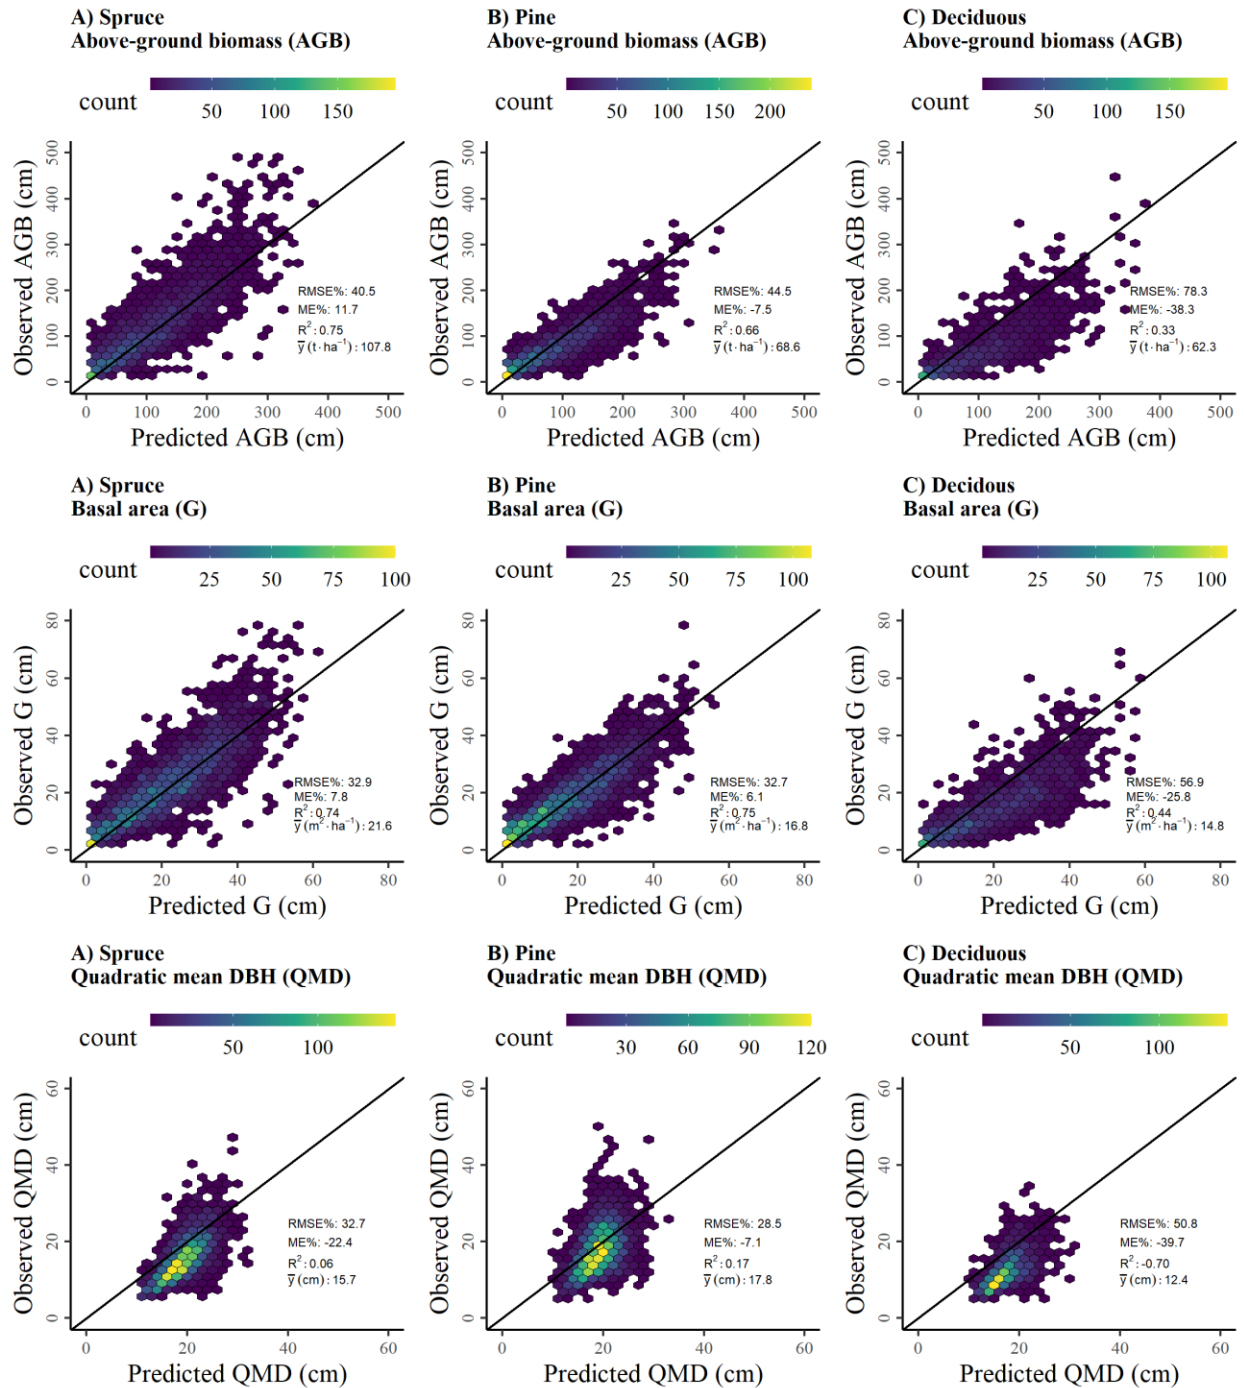 A) Spruce
Above-ground biomass (AGB)
count
50 100 150
Observed AGB (cm)
0 100 200 300 400 500
RMSE%: 40.5
ME%: 11.7
R²: 0.75
y̅ (t·ha⁻¹): 107.8
0 100 200 300 400 500
Predicted AGB (cm)
B) Pine
Above-ground biomass (AGB)
count
50 100 150 200
Observed AGB (cm)
0 100 200 300 400 500
RMSE%: 44.5
ME%: -7.5
R²: 0.66
y̅ (t·ha⁻¹): 68.6
0 100 200 300 400 500
Predicted AGB (cm)
C) Deciduous
Above-ground biomass (AGB)
count
50 100 150
Observed AGB (cm)
0 100 200 300 400 500
RMSE%: 78.3
ME%: -38.3
R²: 0.33
y̅ (t·ha⁻¹): 62.3
0 100 200 300 400 500
Predicted AGB (cm)
A) Spruce
Basal area (G)
count
25 50 75 100
Observed G (cm)
0 20 40 60 80
RMSE%: 32.9
ME%: 7.8
R²: 0.74
y̅ (m²·ha⁻¹): 21.6
0 20 40 60 80
Predicted G (cm)
B) Pine
Basal area (G)
count
25 50 75 100
Observed G (cm)
0 20 40 60 80
RMSE%: 32.7
ME%: 6.1
R²: 0.75
y̅ (m²·ha⁻¹): 16.8
0 20 40 60 80
Predicted G (cm)
C) Decidous
Basal area (G)
count
25 50 75 100
Observed G (cm)
0 20 40 60 80
RMSE%: 56.9
ME%: -25.8
R²: 0.44
y̅ (m²·ha⁻¹): 14.8
0 20 40 60 80
Predicted G (cm)
A) Spruce
Quadratic mean DBH (QMD)
count
50 100
Observed QMD (cm)
0 20 40 60
RMSE%: 32.7
ME%: -22.4
R²: 0.06
y̅ (cm): 15.7
0 20 40 60
Predicted QMD (cm)
B) Pine
Quadratic mean DBH (QMD)
count
30 60 90 120
Observed QMD (cm)
0 20 40 60
RMSE%: 28.5
ME%: -7.1
R²: 0.17
y̅ (cm): 17.8
0 20 40 60
Predicted QMD (cm)
C) Deciduous
Quadratic mean DBH (QMD)
count
50 100
Observed QMD (cm)
0 20 40 60
RMSE%: 50.8
ME%: -39.7
R²: -0.70
y̅ (cm): 12.4
0 20 40 60
Predicted QMD (cm)